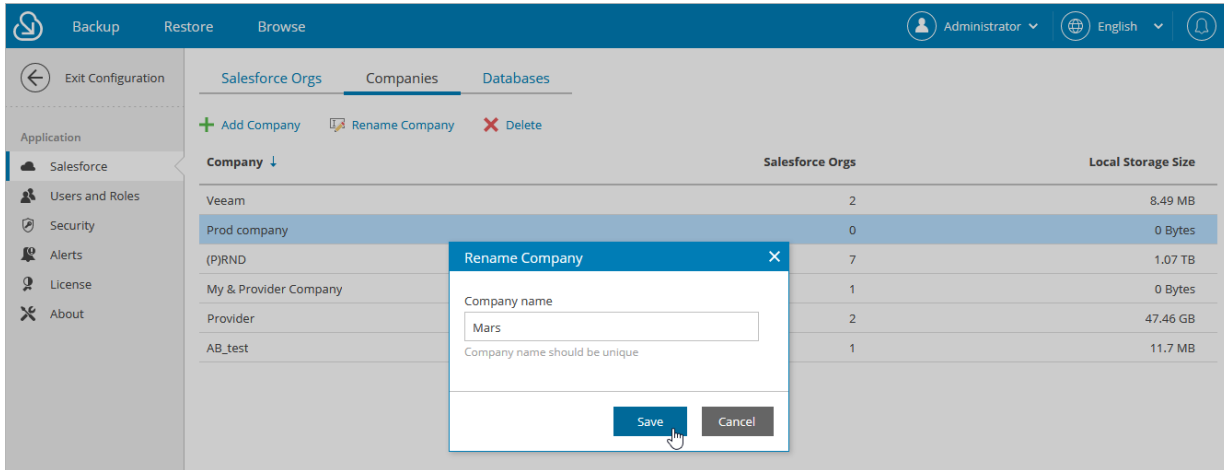 Backup Restore Browse Administrator English
Exit Configuration
Salesforce Orgs Companies Databases
Add Company Rename Company Delete
Application
Salesforce
Users and Roles
Security
Alerts
License
About
Company ↓ Salesforce Orgs Local Storage Size
Veeam 2 8.49 MB
Prod company 0 0 Bytes
(P)RND 7 1.07 TB
My & Provider Company 1 0 Bytes
Provider 2 47.46 GB
AB_test 1 11.7 MB
Rename Company
Company name
Mars
Company name should be unique
Save Cancel